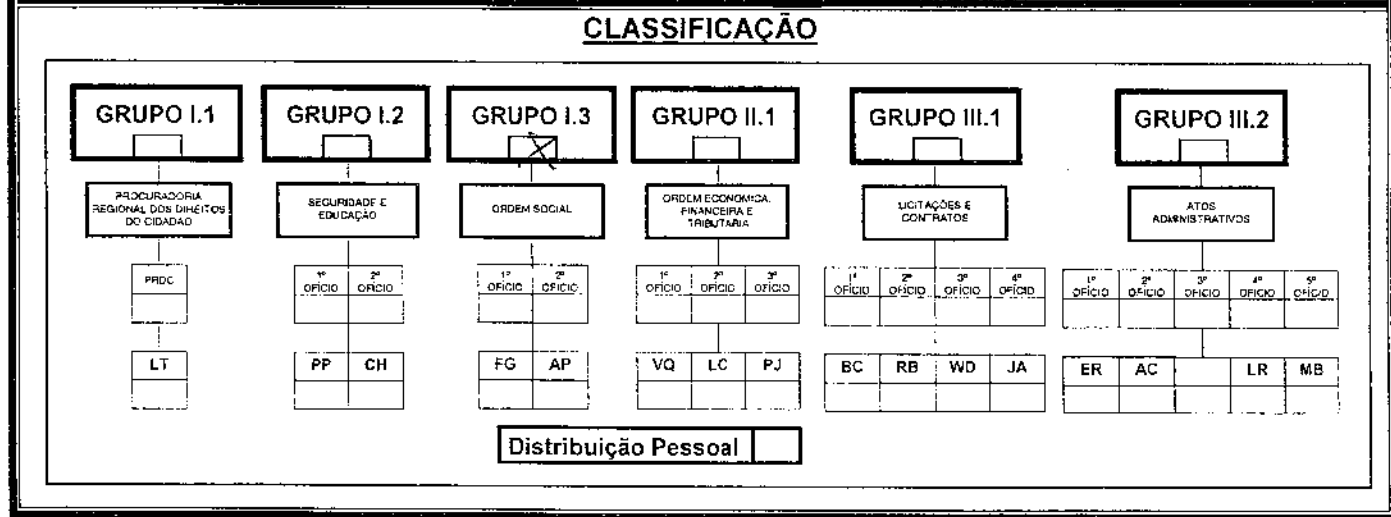 CLASSIFICAÇÃO
GRUPO I.1
GRUPO I.2
GRUPO I.3
GRUPO II.1
GRUPO III.1
GRUPO III.2
PROCURADORIA
REGIONAL DOS DIREITOS
DO CIDADAO
SEGURIDADE E
EDUCAÇÃO
ORDEM SOCIAL
ORDEM ECONOMICA,
FINANCEIRA E
TRIBUTARIA
LICITAÇÕES E
CONTRATOS
ATOS
ADMINISTRATIVOS
PRDC
1º OFÍCIO 2º OFÍCIO
1º OFÍCIO 2º OFÍCIO
1º OFÍCIO 2º OFÍCIO 3º OFÍCIO
1º OFÍCIO 2º OFÍCIO 3º OFÍCIO 4º OFÍCIO
1º OFÍCIO 2º OFÍCIO 3º OFÍCIO 4º OFÍCIO 5º OFÍCIO
LT
PP CH
FG AP
VQ LC PJ
BC RB WD JA
ER AC LR MB
Distribuição Pessoal